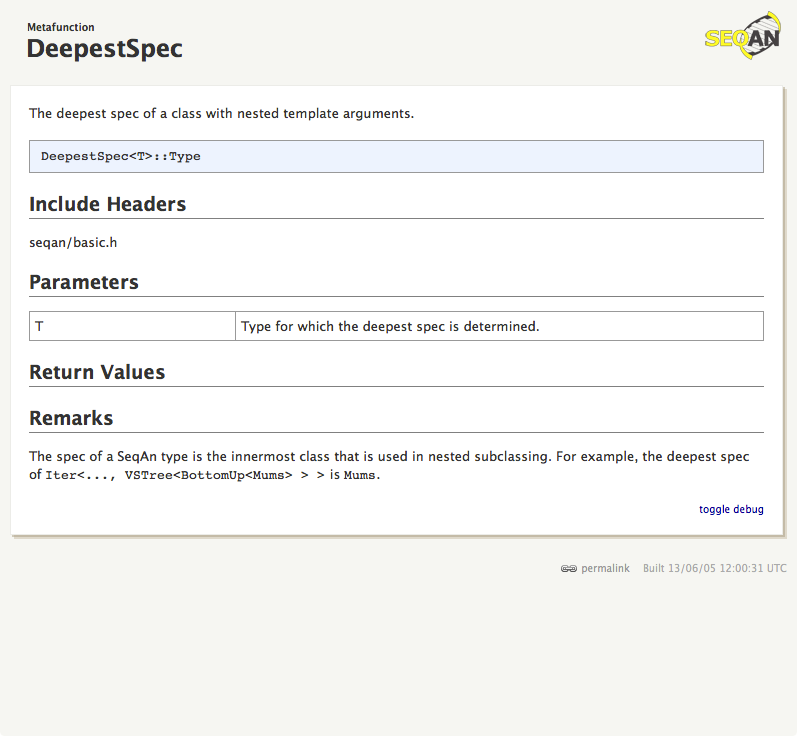 Metafunction
DeepestSpec
SEQAN
The deepest spec of a class with nested template arguments.
DeepestSpec<T>::Type
Include Headers
seqan/basic.h
Parameters
T Type for which the deepest spec is determined.
Return Values
Remarks
The spec of a SeqAn type is the innermost class that is used in nested subclassing. For example, the deepest spec
of Iter<..., VSTree<BottomUp<Mums> > > is Mums.
toggle debug
permalink Built 13/06/05 12:00:31 UTC